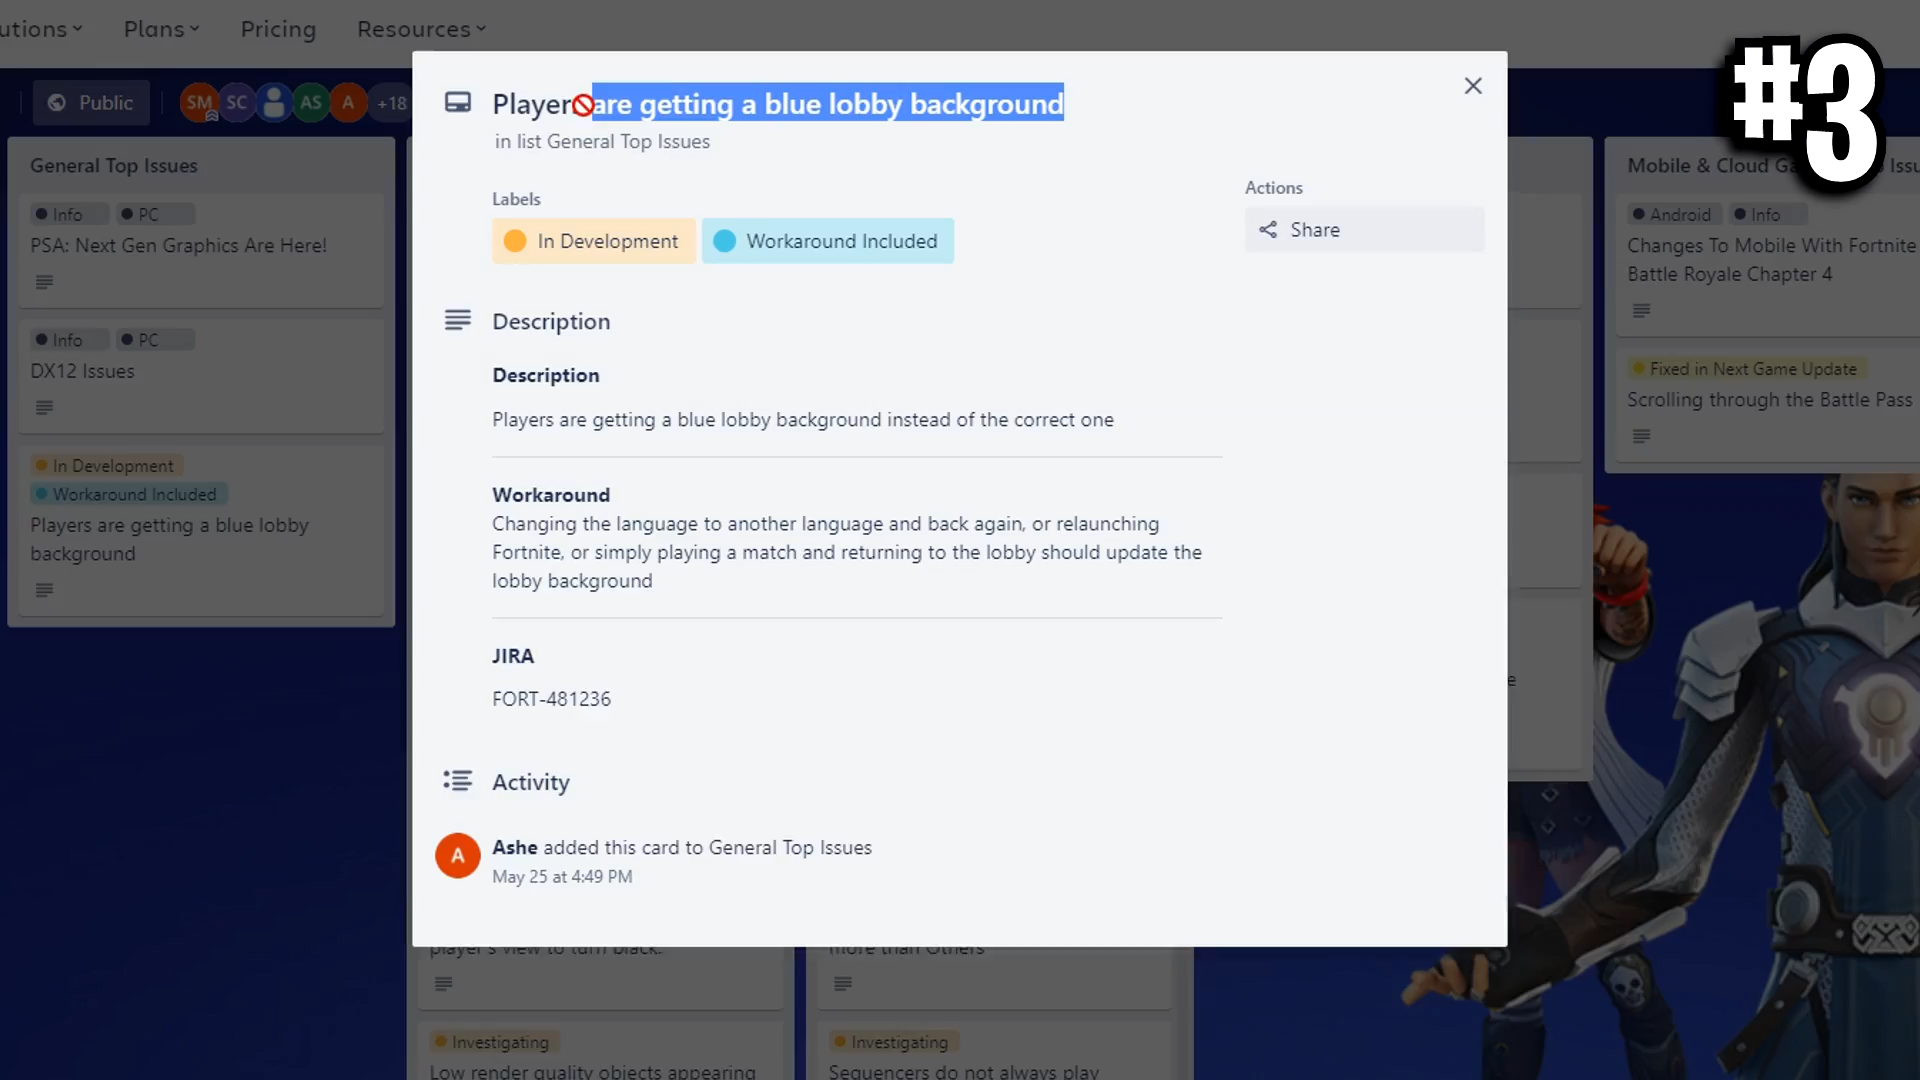 utions Plans Pricing Resources
#3
Public SM SC AS A +18
General Top Issues
Info PC
PSA: Next Gen Graphics Are Here!
Info PC
DX12 Issues
In Development
Workaround Included
Players are getting a blue lobby
background
Player are getting a blue lobby background
in list General Top Issues
Labels
In Development Workaround Included
Actions
Share
Description
Description
Players are getting a blue lobby background instead of the correct one
Workaround
Changing the language to another language and back again, or relaunching
Fortnite, or simply playing a match and returning to the lobby should update the
lobby background
JIRA
FORT-481236
Activity
A Ashe added this card to General Top Issues
May 25 at 4:49 PM
player's view to turn black.
Investigating
Low render quality objects appearing
more than Others
Investigating
Sequencers do not always play
e
Mobile & Cloud Ga Issu
Android Info
Changes To Mobile With Fortnite
Battle Royale Chapter 4
Fixed in Next Game Update
Scrolling through the Battle Pass